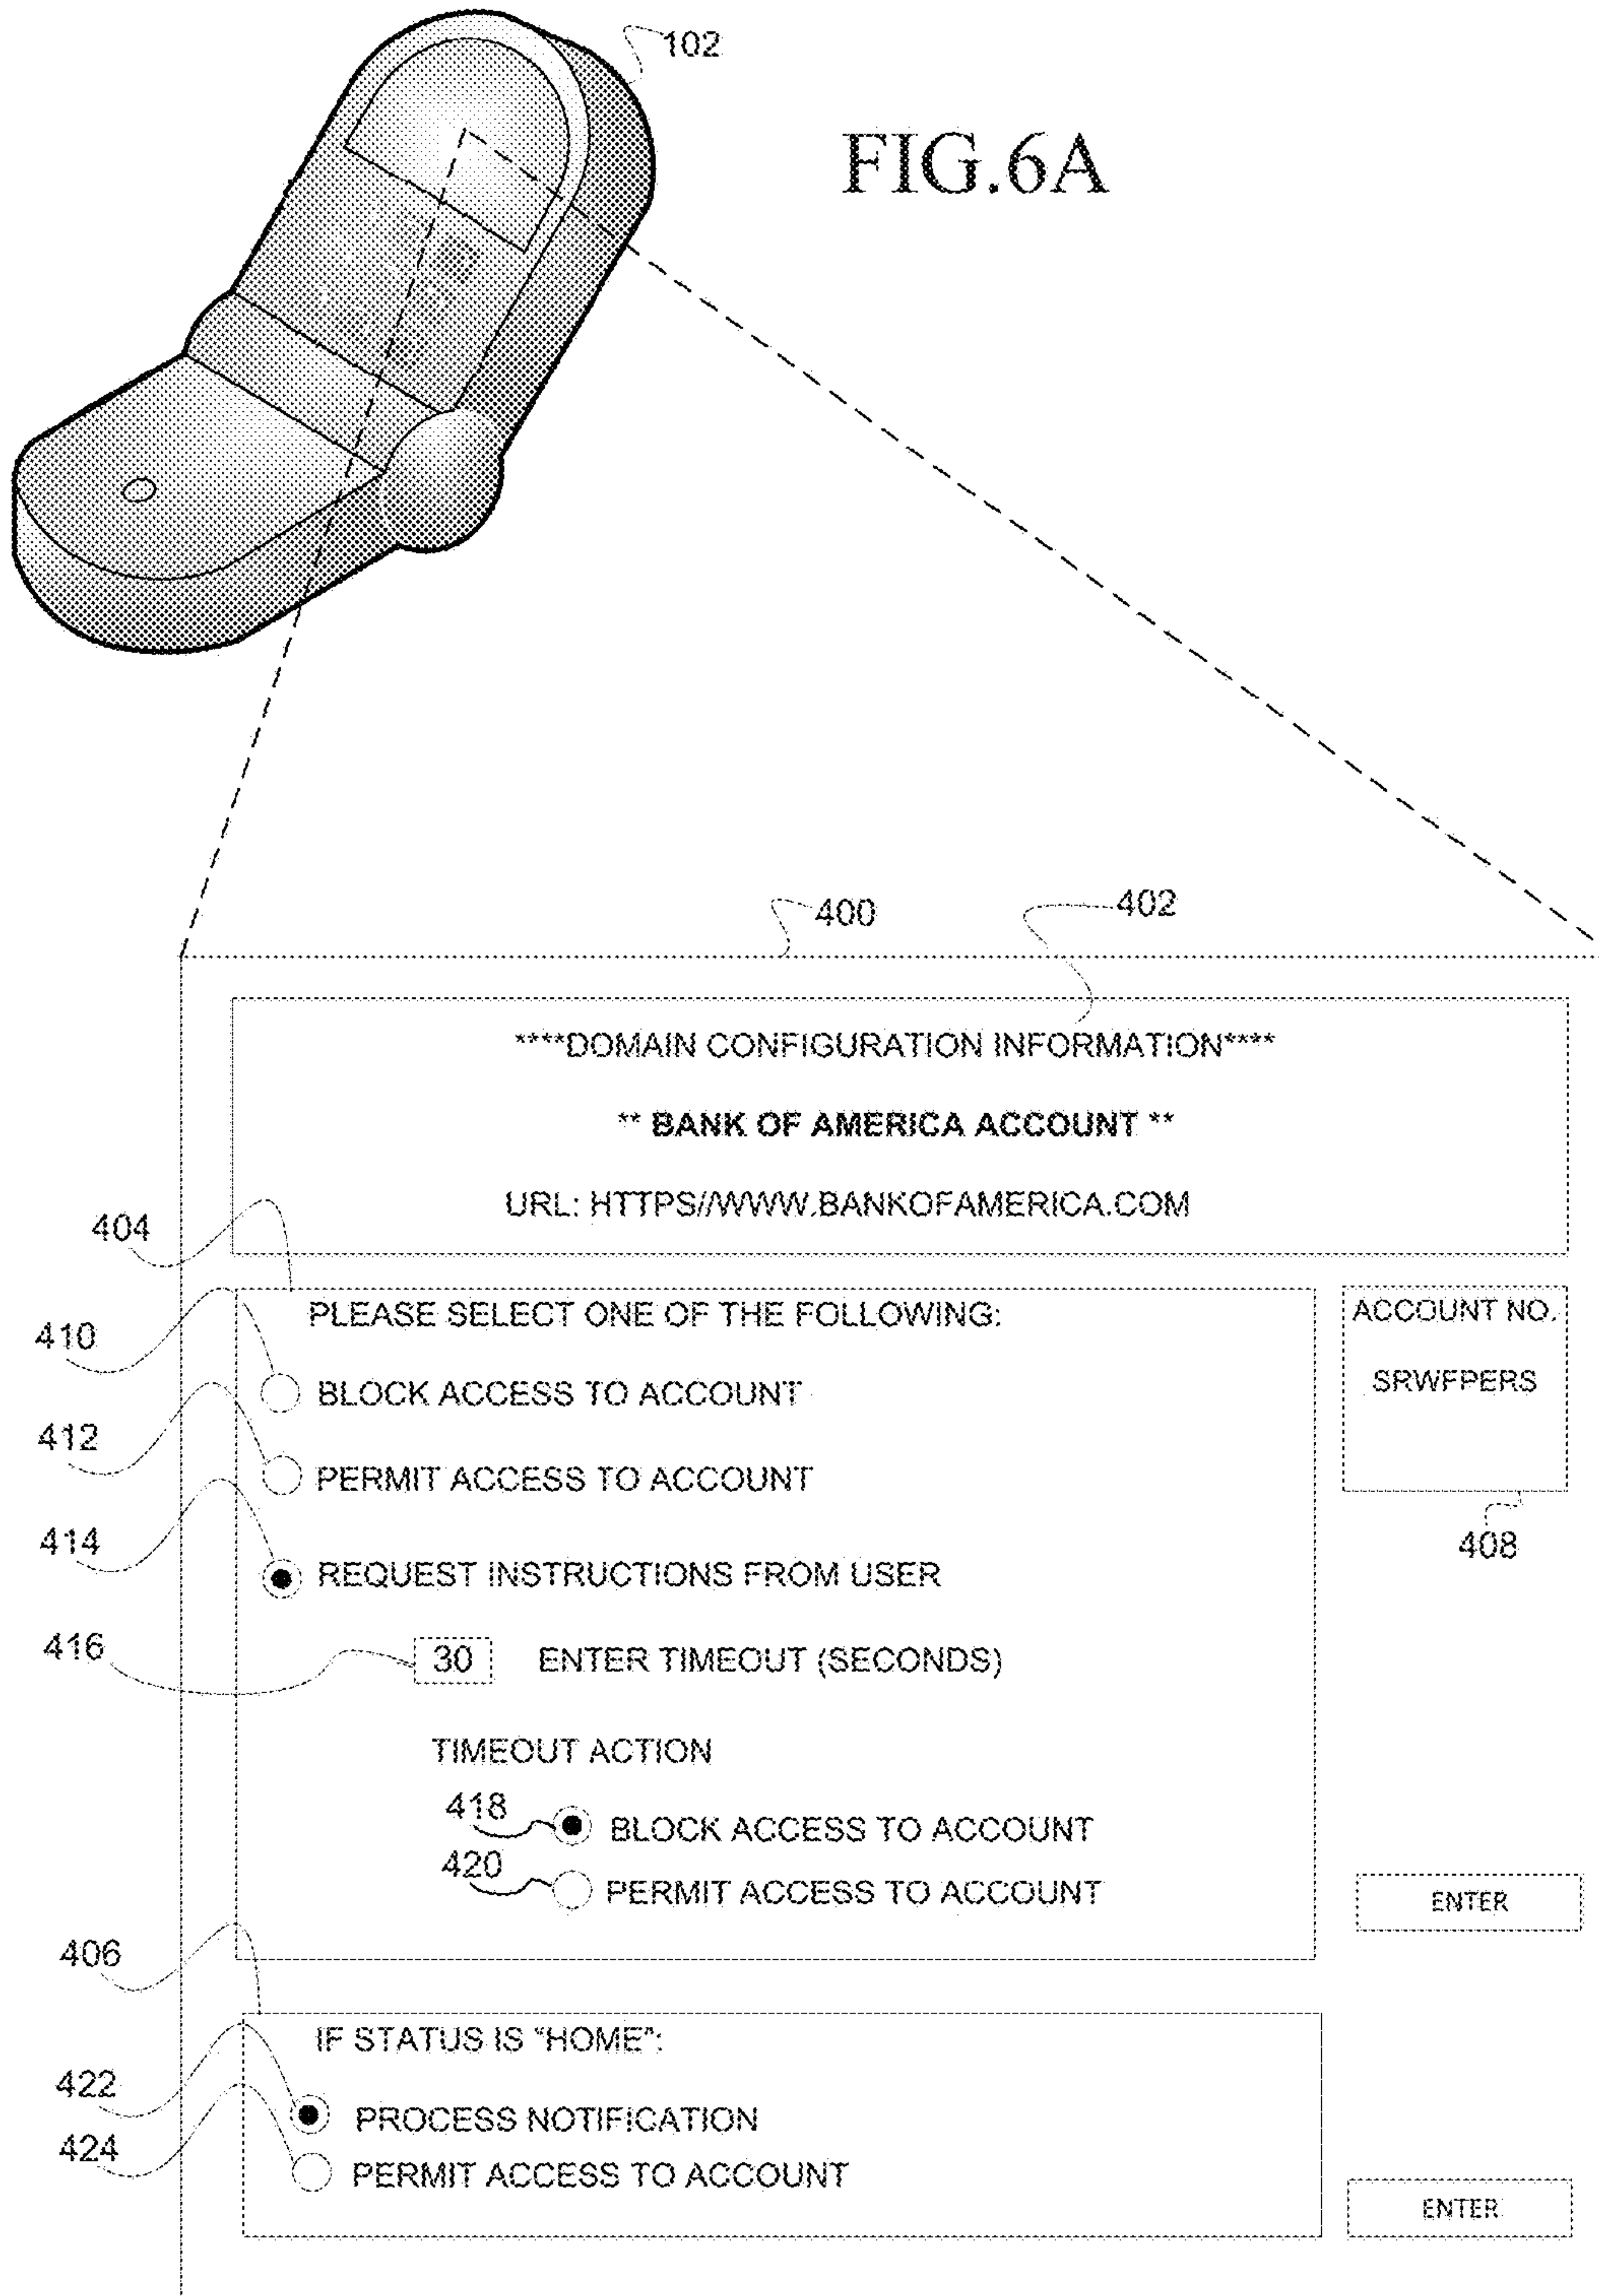 102
FIG.6A
400
402
****DOMAIN CONFIGURATION INFORMATION****
** BANK OF AMERICA ACCOUNT **
URL: HTTPS//WWW.BANKOFAMERICA.COM
404
PLEASE SELECT ONE OF THE FOLLOWING:
ACCOUNT NO.
SRWFPERS
408
410
BLOCK ACCESS TO ACCOUNT
412
PERMIT ACCESS TO ACCOUNT
414
REQUEST INSTRUCTIONS FROM USER
416
30 ENTER TIMEOUT (SECONDS)
TIMEOUT ACTION
418
BLOCK ACCESS TO ACCOUNT
420
PERMIT ACCESS TO ACCOUNT
ENTER
406
IF STATUS IS "HOME":
422
PROCESS NOTIFICATION
424
PERMIT ACCESS TO ACCOUNT
ENTER